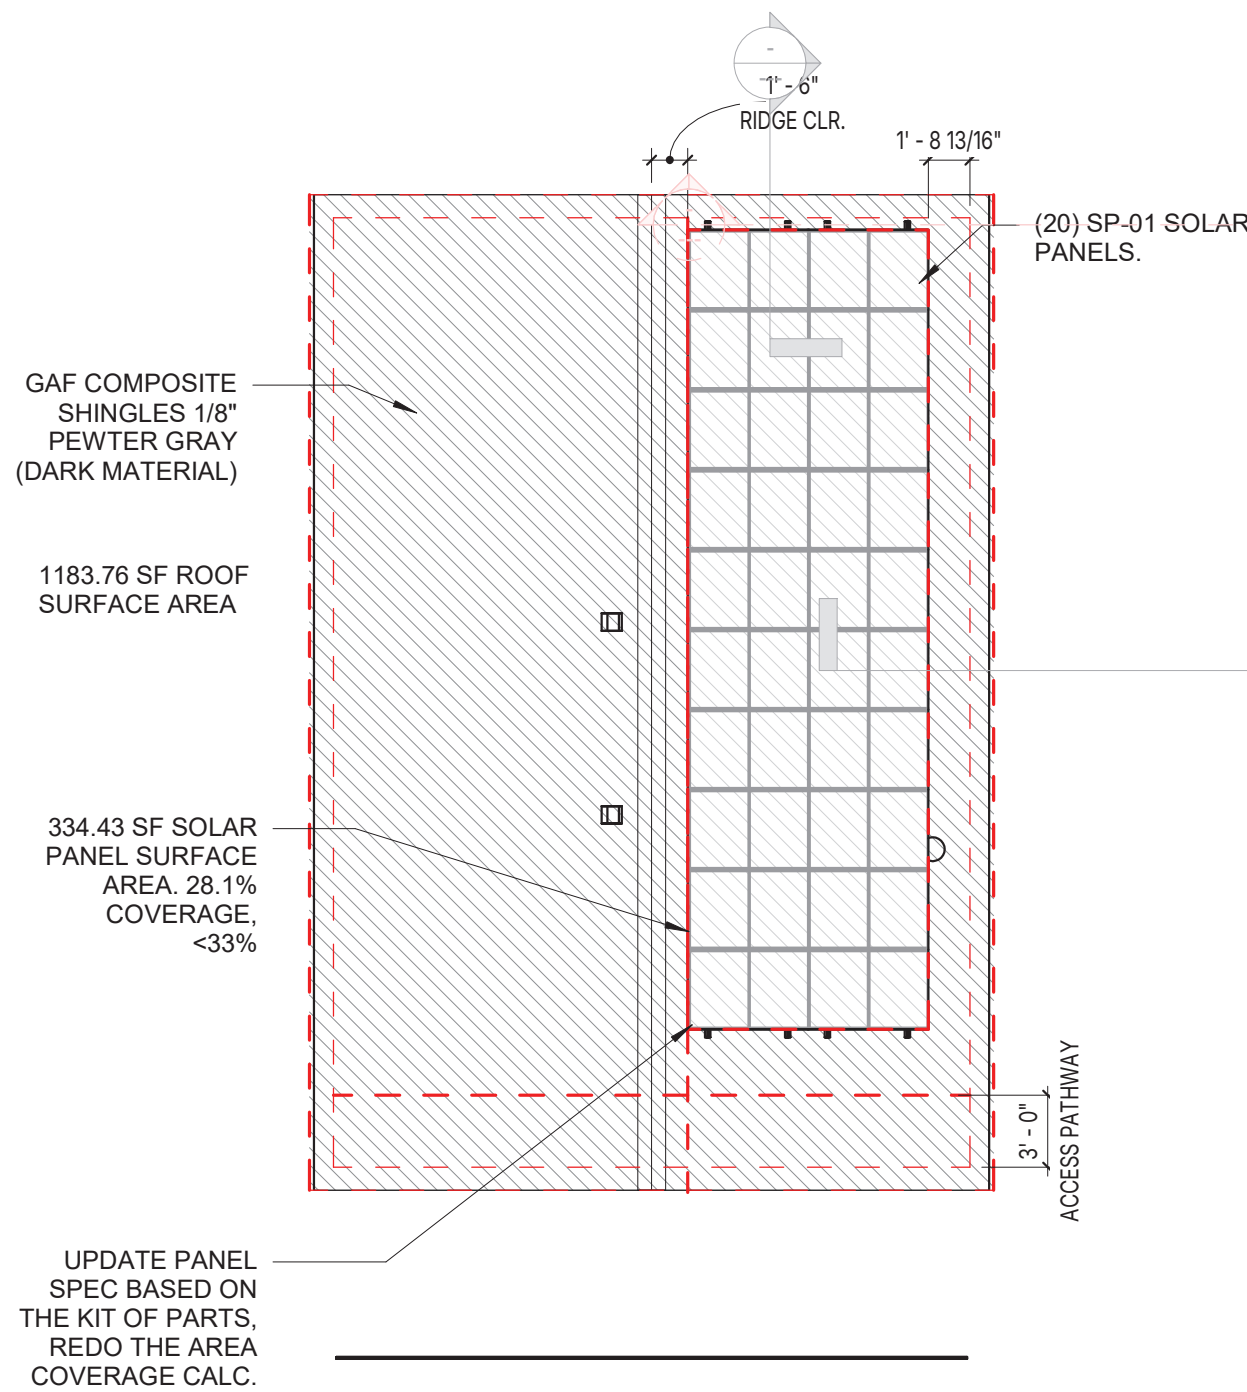 1' - 6"
RIDGE CLR.
1' - 8 13/16"
(20) SP-01 SOLAR
PANELS.
GAF COMPOSITE
SHINGLES 1/8"
PEWTER GRAY
(DARK MATERIAL)
1183.76 SF ROOF
SURFACE AREA
334.43 SF SOLAR
PANEL SURFACE
AREA. 28.1%
COVERAGE,
<33%
3' - 0"
ACCESS PATHWAY
UPDATE PANEL
SPEC BASED ON
THE KIT OF PARTS,
REDO THE AREA
COVERAGE CALC.